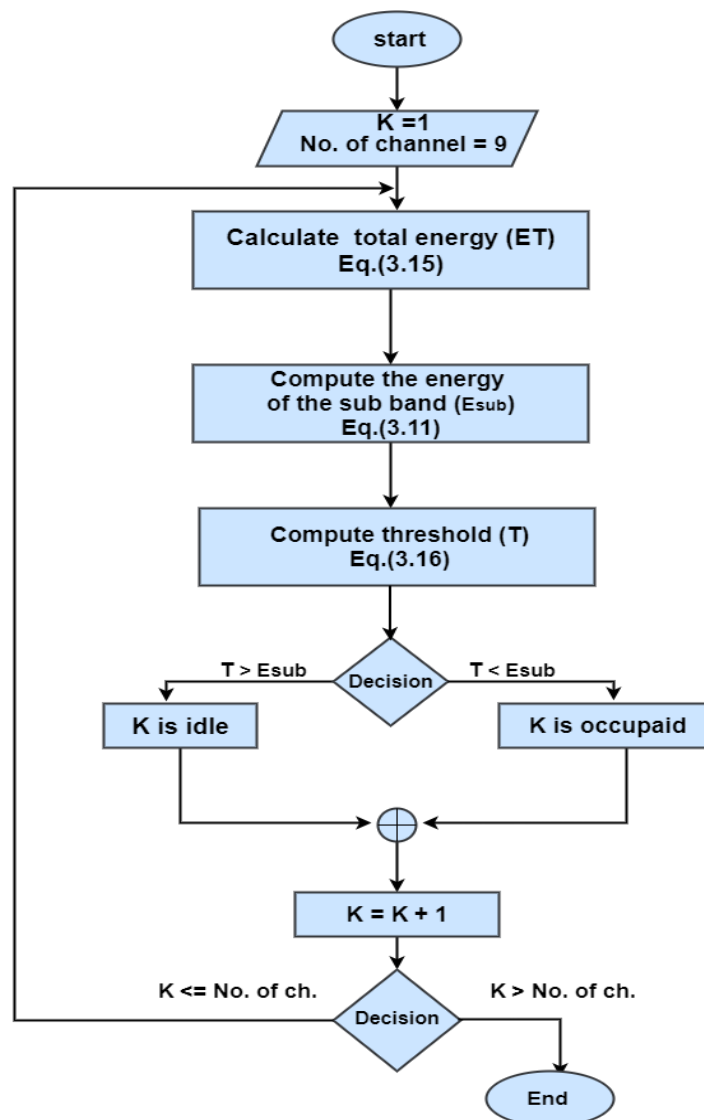 start
K =1
No. of channel = 9
Calculate total energy (ET)
Eq.(3.15)
Compute the energy
of the sub band (Esub)
Eq.(3.11)
Compute threshold (T)
Eq.(3.16)
T > Esub
Decision
T < Esub
K is idle
K is occupaid
K = K + 1
K <= No. of ch.
Decision
K > No. of ch.
End